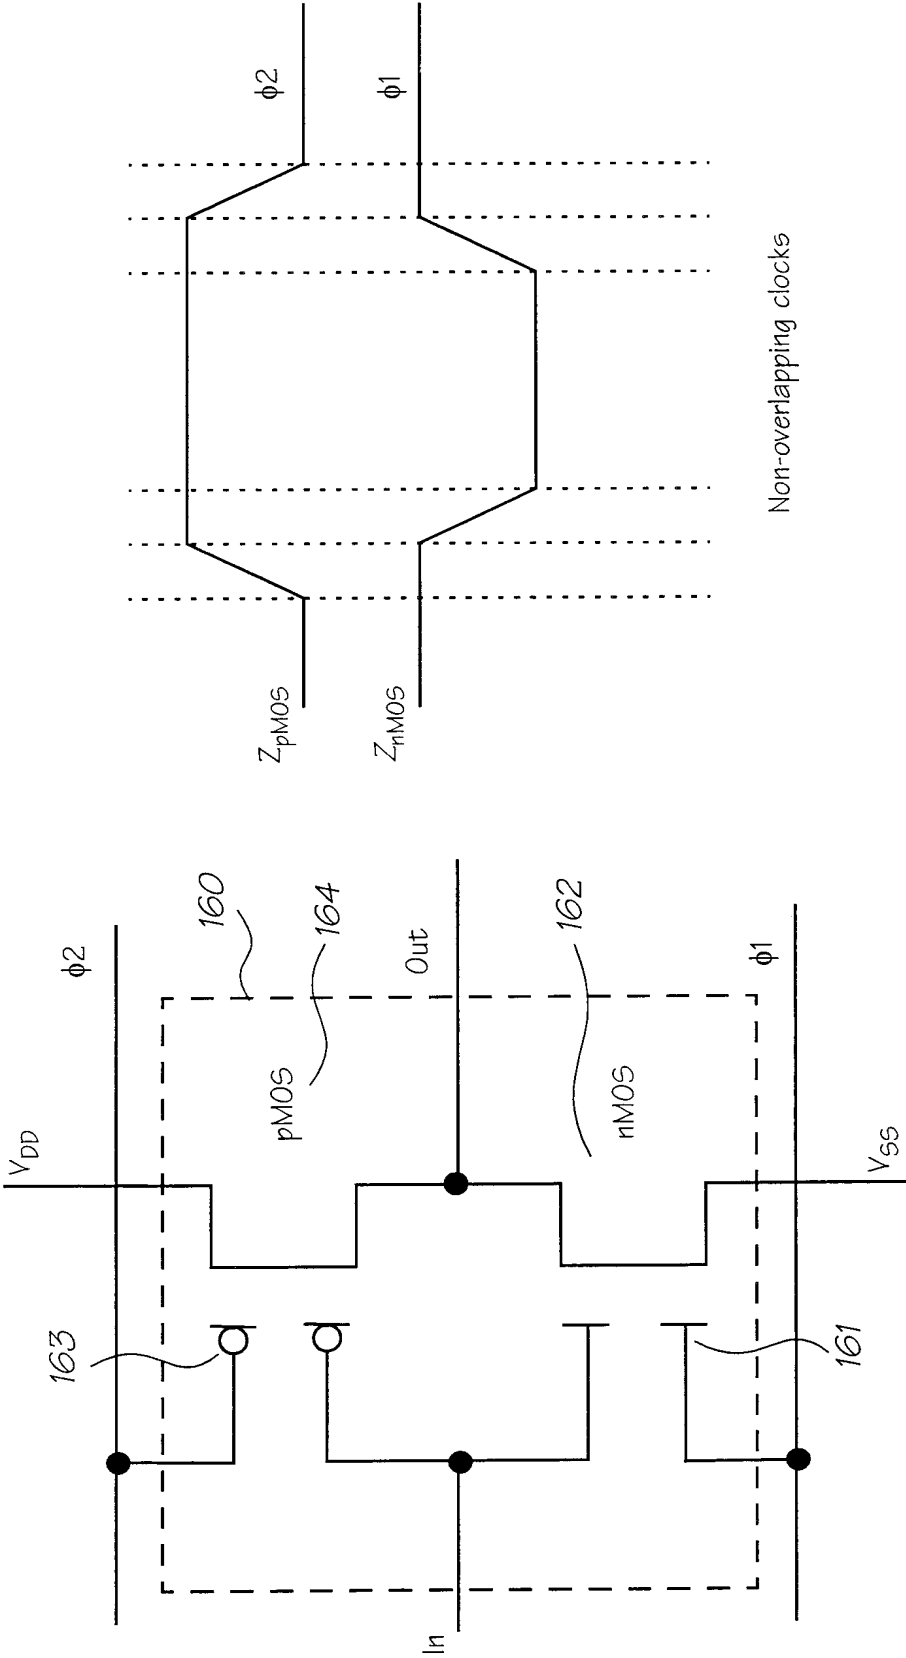 V_DD
ϕ2
160
163
pMOS
164
In
Out
nMOS
162
161
ϕ1
V_SS
Z_pMOS
ϕ2
Z_nMOS
ϕ1
Non-overlapping clocks